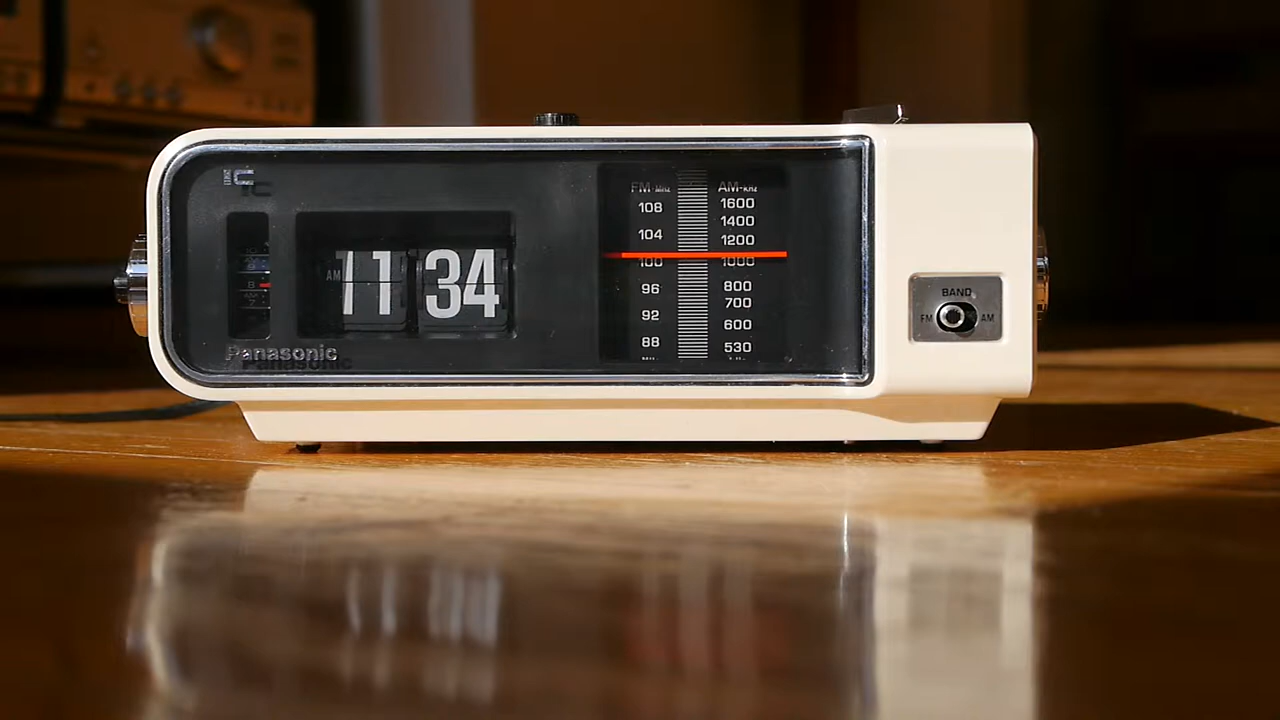 IC
AM 11 34
Panasonic
FM-MHz AM-kHz
108 1600
1400
104 1200
100 1000
96 800
700
92 600
88 530
BAND
FM AM